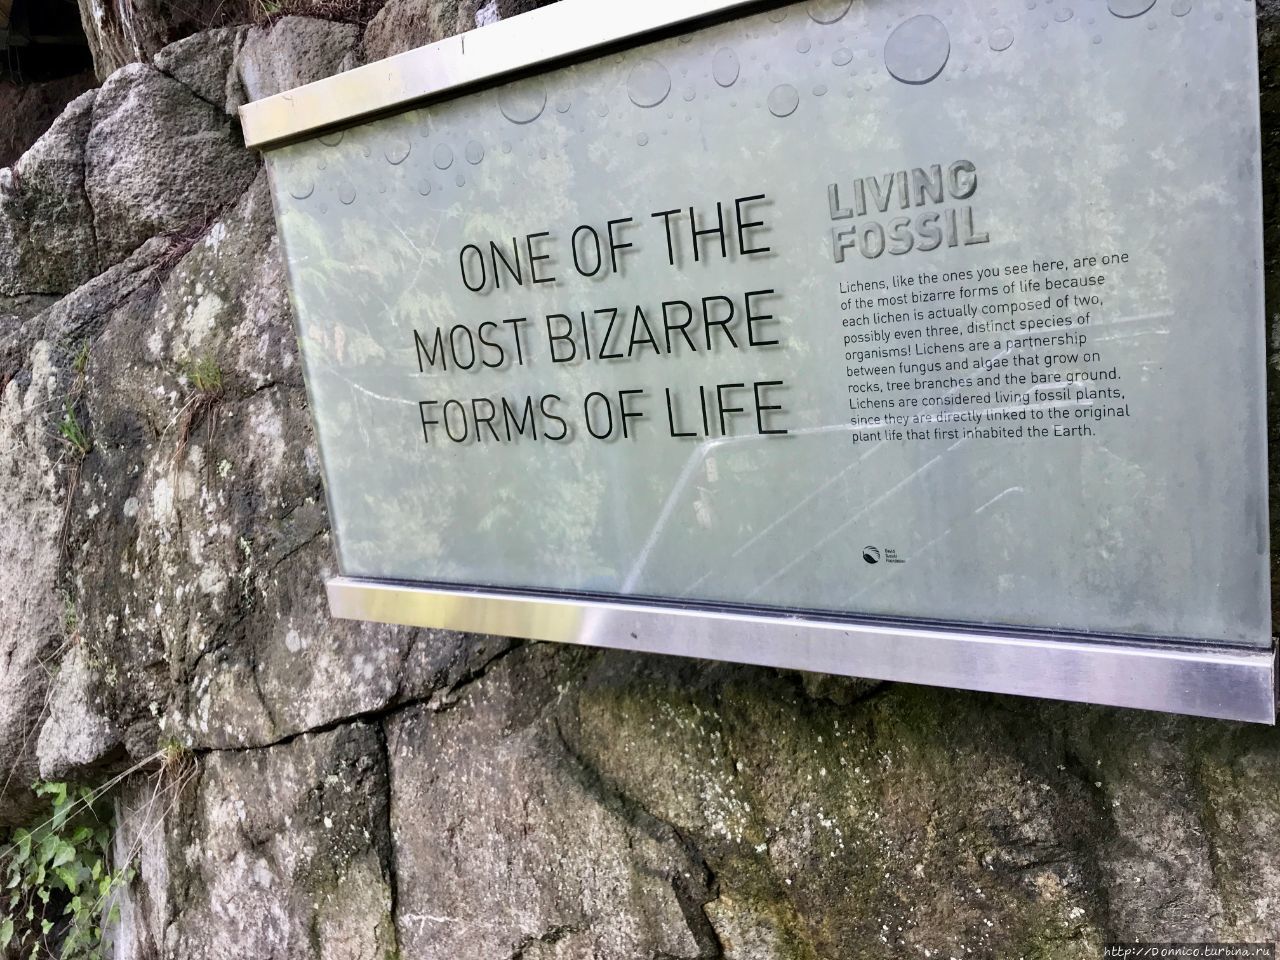 ONE OF THE
MOST BIZARRE
FORMS OF LIFE
LIVING
FOSSIL
Lichens, like the ones you see here, are one
of the most bizarre forms of life because
each lichen is actually composed of two,
possibly even three, distinct species of
organisms! Lichens are a partnership
between fungus and algae that grow on
rocks, tree branches and the bare ground.
Lichens are considered living fossil plants,
since they are directly linked to the original
plant life that first inhabited the Earth.
David
Suzuki
Foundation
http://Donnico.turbina.ru